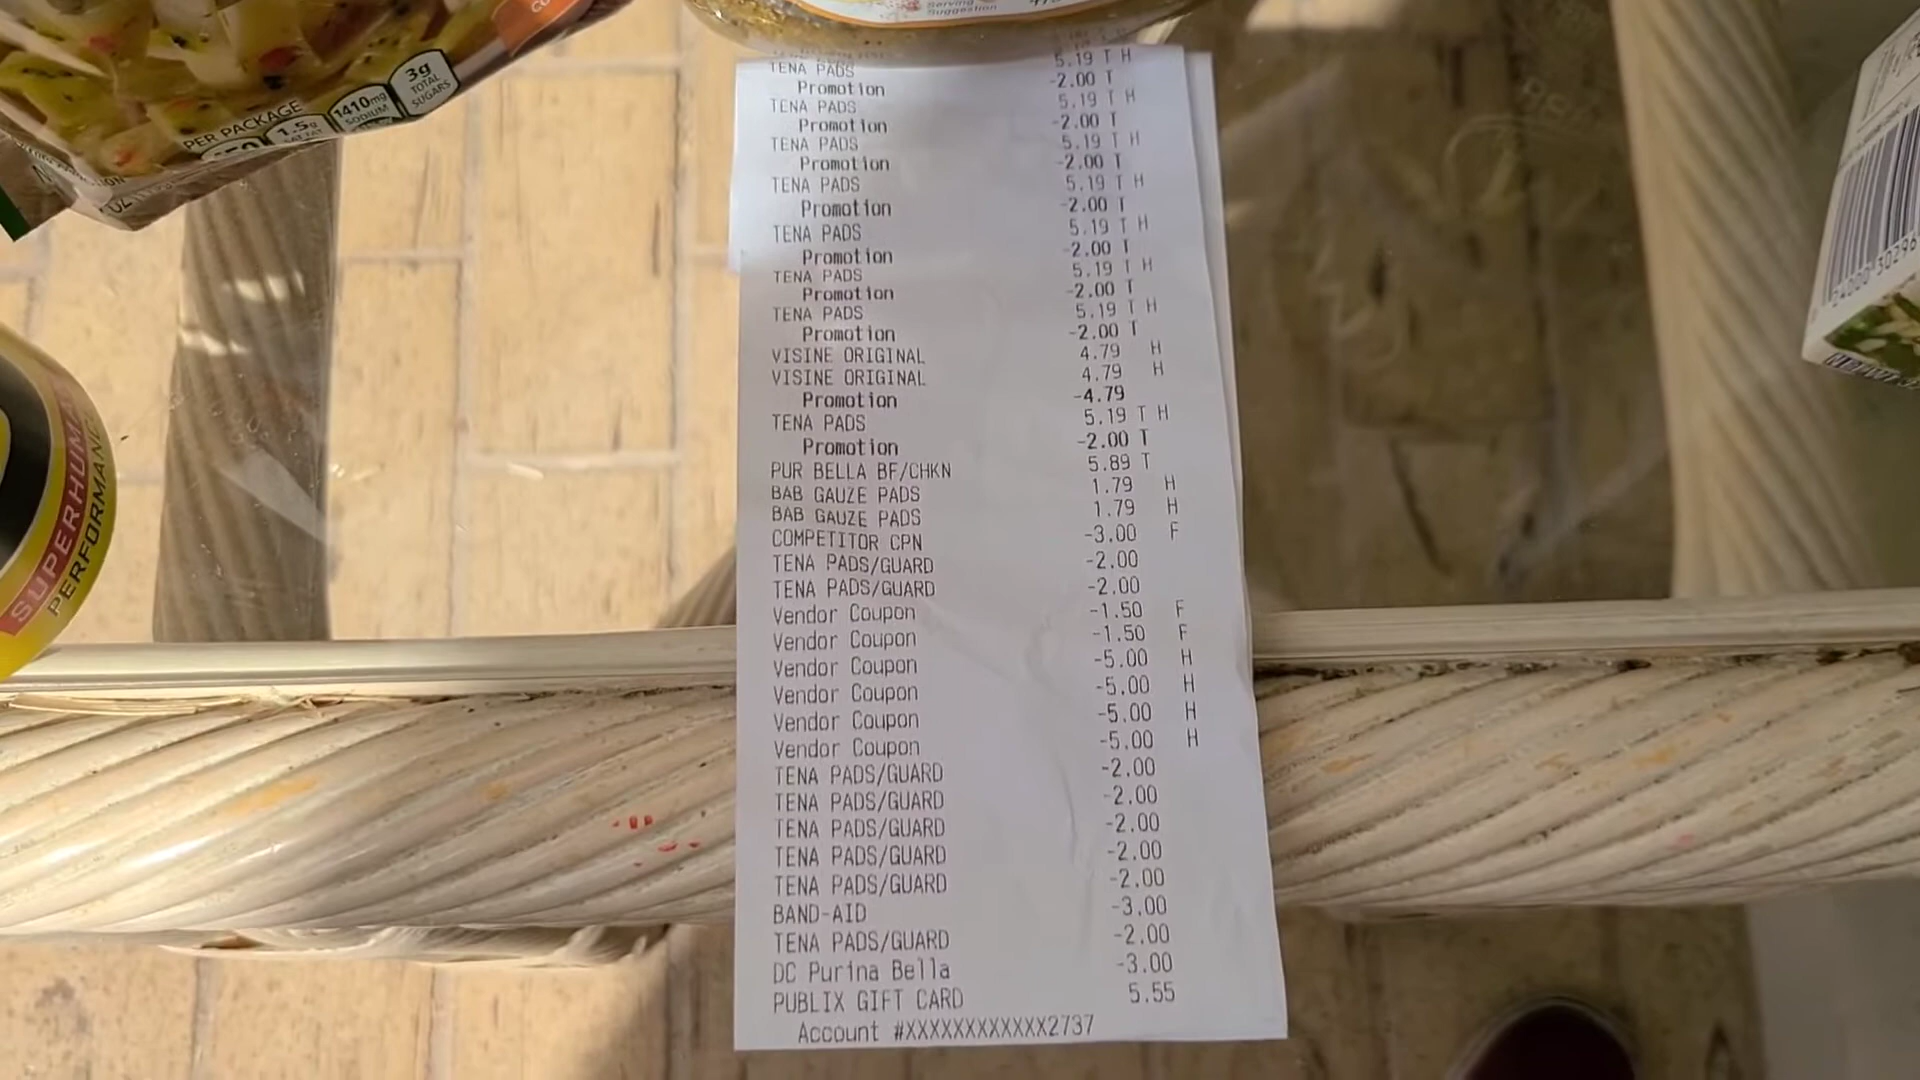 Serving
Suggestion
3g
TOTAL
SUGARS
1410mg
SODIUM
1.5g
SAT FAT
PER PACKAGE
SUPERHUM
PERFORMANC
TENA PADS 5.19 T H
Promotion -2.00 T
TENA PADS 5.19 T H
Promotion -2.00 T
TENA PADS 5.19 T H
Promotion -2.00 T
TENA PADS 5.19 T H
Promotion -2.00 T
TENA PADS 5.19 T H
Promotion -2.00 T
TENA PADS 5.19 T H
Promotion -2.00 T
TENA PADS 5.19 T H
Promotion -2.00 T
VISINE ORIGINAL 4.79 H
VISINE ORIGINAL 4.79 H
Promotion -4.79
TENA PADS 5.19 T H
Promotion -2.00 T
PUR BELLA BF/CHKN 5.89 T
BAB GAUZE PADS 1.79 H
BAB GAUZE PADS 1.79 H
COMPETITOR CPN -3.00 F
TENA PADS/GUARD -2.00
TENA PADS/GUARD -2.00
Vendor Coupon -1.50 F
Vendor Coupon -1.50 F
Vendor Coupon -5.00 H
Vendor Coupon -5.00 H
Vendor Coupon -5.00 H
Vendor Coupon -5.00 H
TENA PADS/GUARD -2.00
TENA PADS/GUARD -2.00
TENA PADS/GUARD -2.00
TENA PADS/GUARD -2.00
TENA PADS/GUARD -2.00
BAND-AID -3.00
TENA PADS/GUARD -2.00
DC Purina Bella -3.00
PUBLIX GIFT CARD 5.55
Account #XXXXXXXXXXXX2737